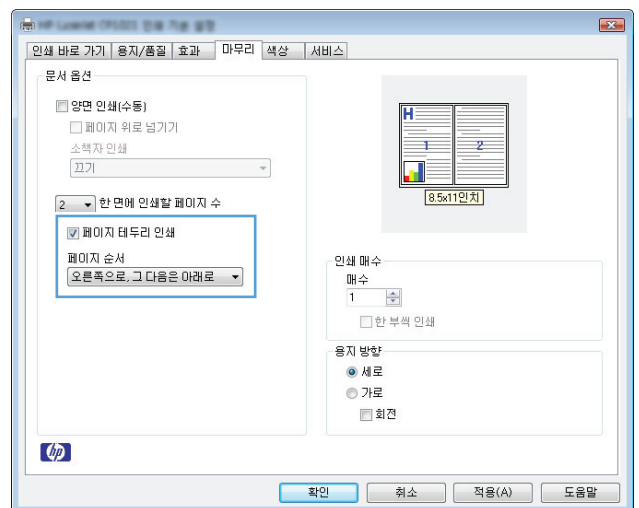 인쇄 바로 가기 용지/품질 효과 마무리 색상 서비스
문서 옵션
양면 인쇄(수동)
페이지 위로 넘기기
소책자 인쇄
끄기
2 한 면에 인쇄할 페이지 수
페이지 테두리 인쇄
페이지 순서
오른쪽으로, 그 다음은 아래로
H
1 2
8.5x11인치
인쇄 매수
매수
1
한 부씩 인쇄
용지 방향
세로
가로
회전
hp
확인 취소 적용(A) 도움말